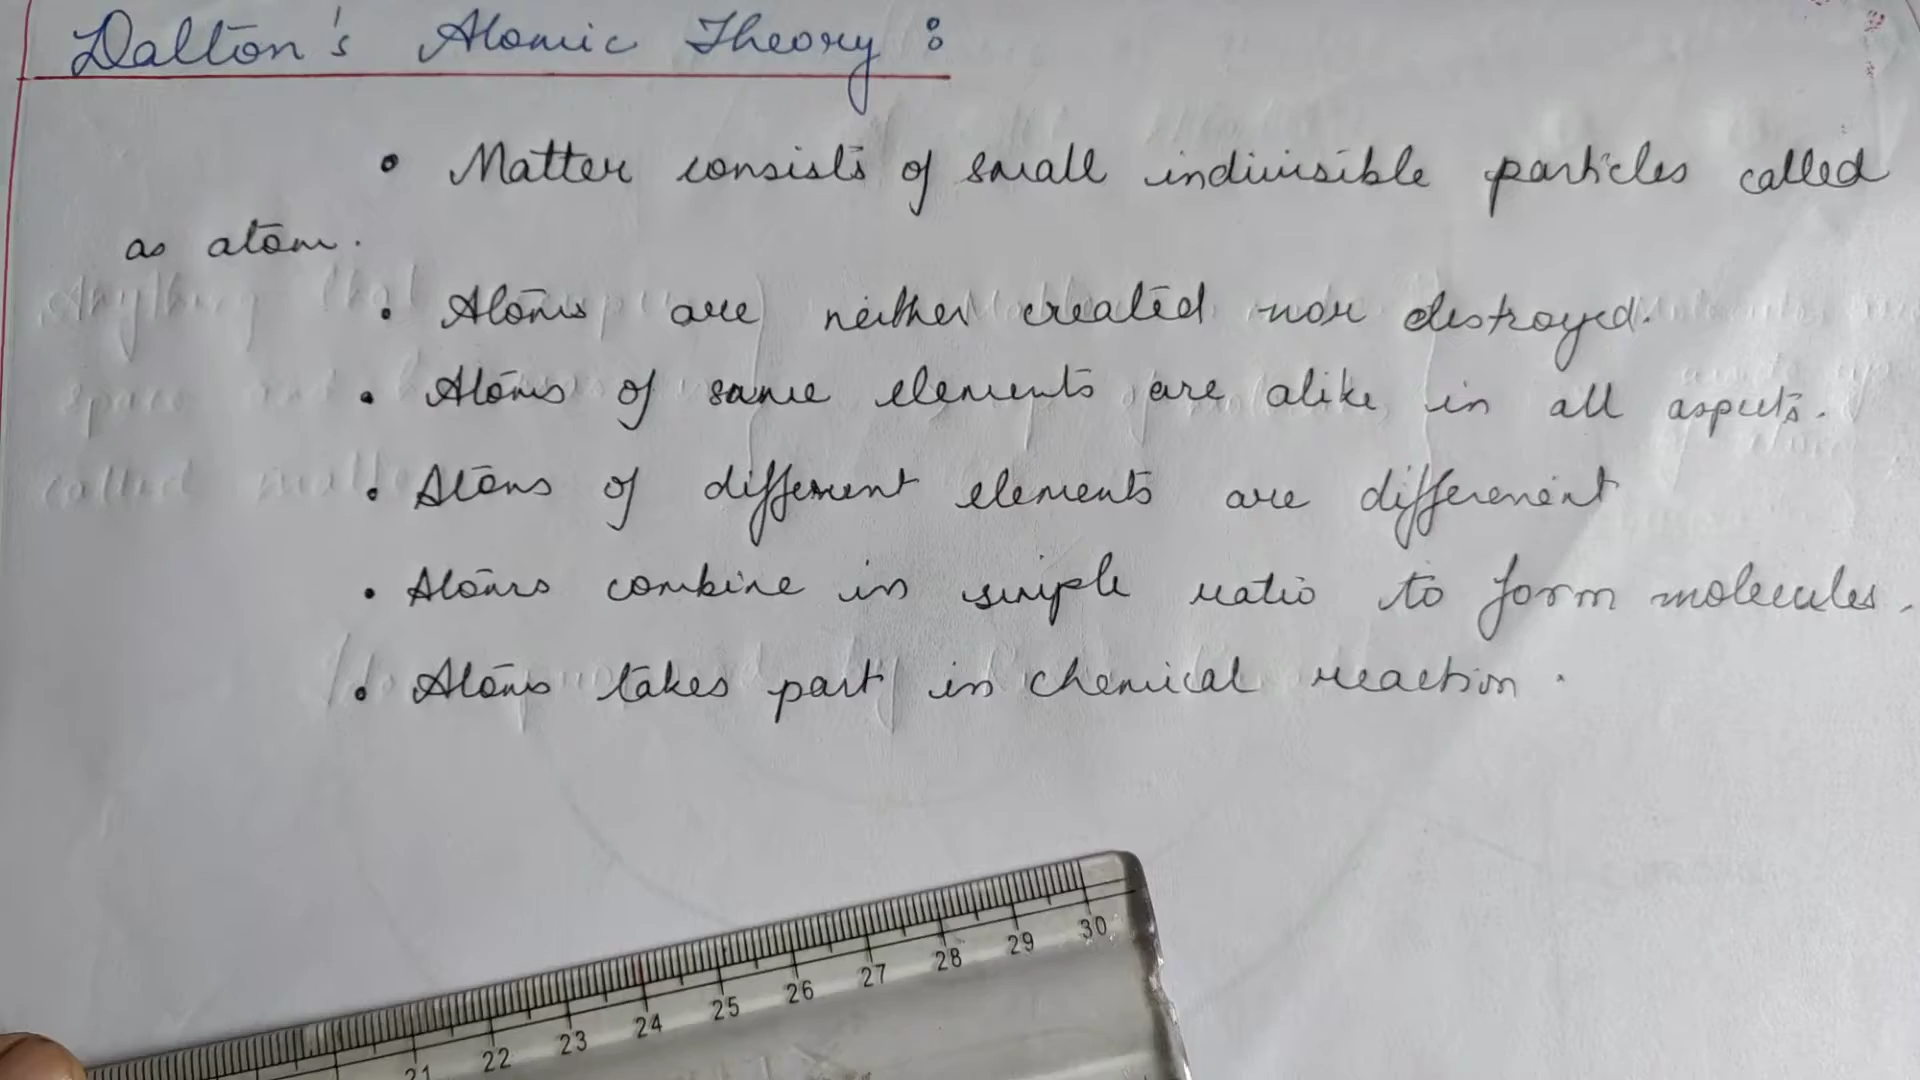 Dalton's Atomic Theory :
• Matter consists of small indivisible particles called
as atom.
• Atoms are neither created nor destroyed.
• Atoms of same elements are alike in all aspects.
• Atoms of different elements are different
• Atoms combine in simple ratio to form molecules.
• Atoms takes part in chemical reaction.
21 22 23 24 25 26 27 28 29 30